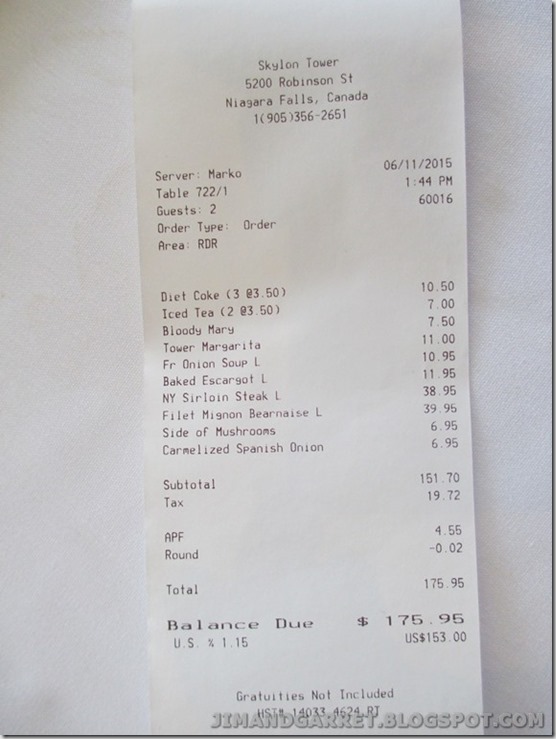 Skylon Tower
5200 Robinson St
Niagara Falls, Canada
1(905)356-2651
Server: Marko 06/11/2015
Table 722/1 1:44 PM
Guests: 2 60016
Order Type: Order
Area: RDR
Diet Coke (3 @3.50) 10.50
Iced Tea (2 @3.50) 7.00
Bloody Mary 7.50
Tower Margarita 11.00
Fr Onion Soup L 10.95
Baked Escargot L 11.95
NY Sirloin Steak L 38.95
Filet Mignon Bearnaise L 39.95
Side of Mushrooms 6.95
Carmelized Spanish Onion 6.95
Subtotal 151.70
Tax 19.72
APF 4.55
Round -0.02
Total 175.95
Balance Due $ 175.95
U.S. % 1.15 US$153.00
Gratuities Not Included
HST# 14033 4624 RT
JIMANDGARRET.BLOGSPOT.COM